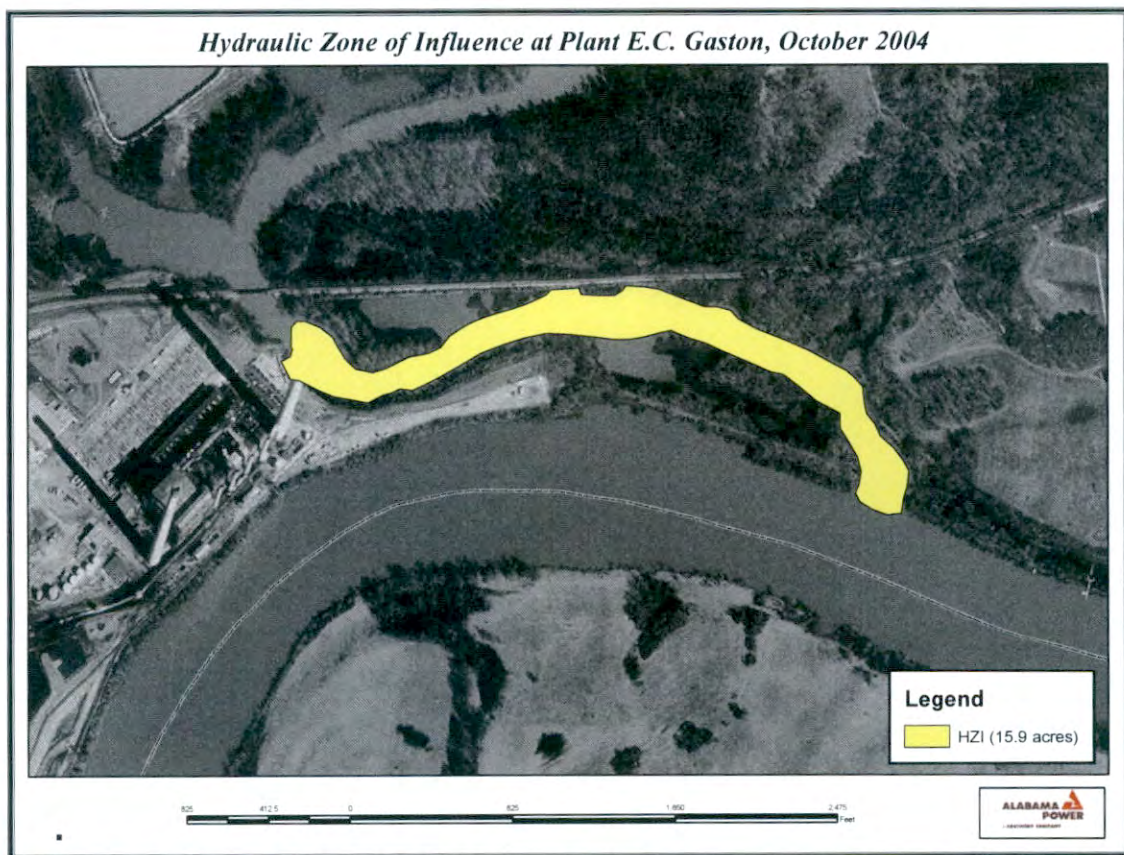 Hydraulic Zone of Influence at Plant E.C. Gaston, October 2004
Legend
HZI (15.9 acres)
825 412.5 0 825 1,650 2,475
Feet
ALABAMA
POWER